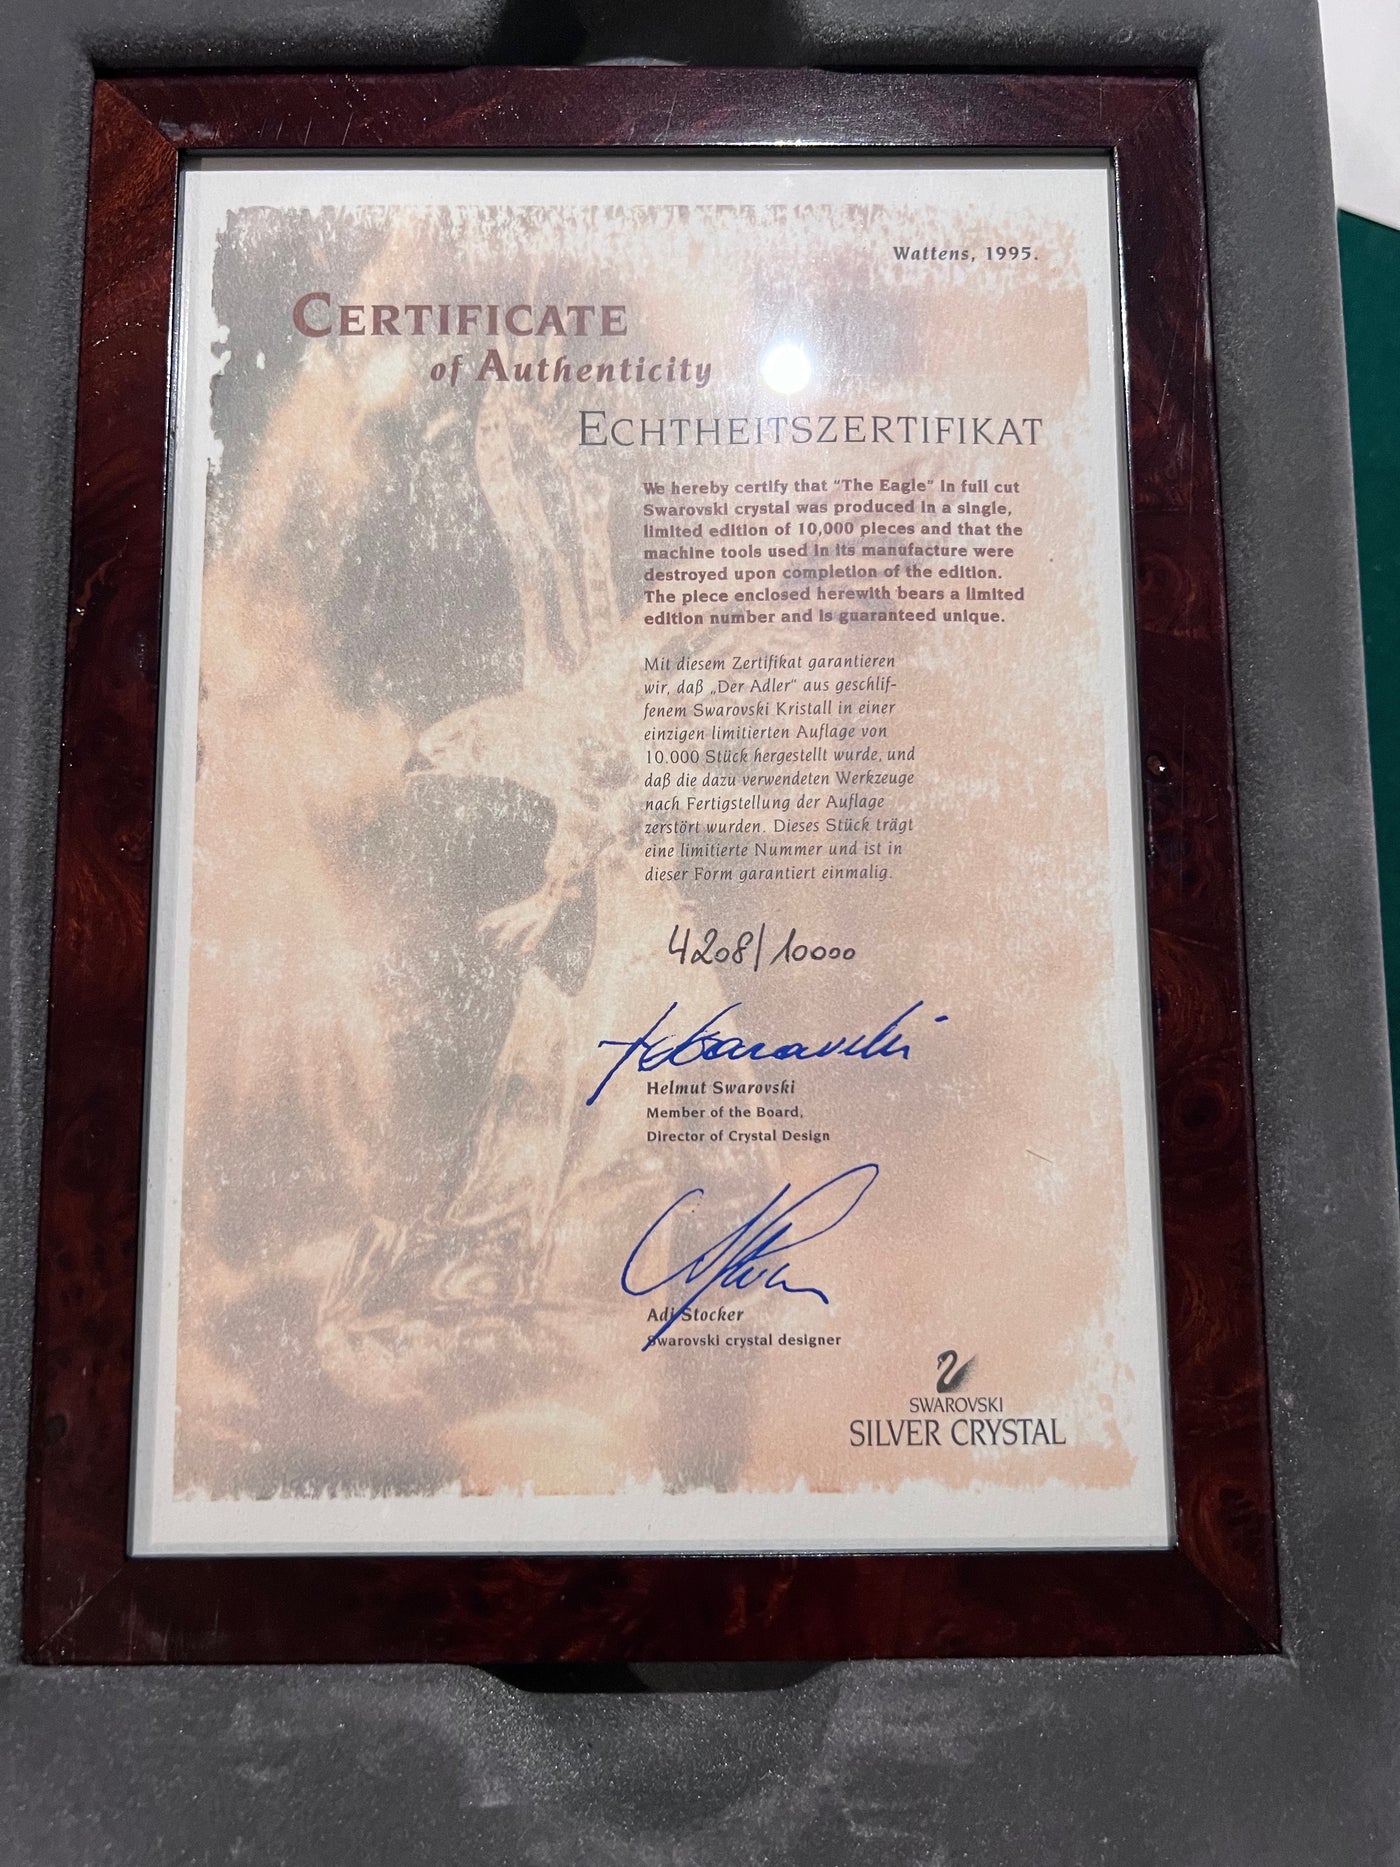 Wattens, 1995.
CERTIFICATE
of Authenticity
ECHTHEITSZERTIFIKAT
We hereby certify that "The Eagle" in full cut
Swarovski crystal was produced in a single,
limited edition of 10,000 pieces and that the
machine tools used in its manufacture were
destroyed upon completion of the edition.
The piece enclosed herewith bears a limited
edition number and is guaranteed unique.
Mit diesem Zertifikat garantieren
wir, daß „Der Adler" aus geschlif-
fenem Swarovski Kristall in einer
einzigen limitierten Auflage von
10.000 Stück hergestellt wurde, und
daß die dazu verwendeten Werkzeuge
nach Fertigstellung der Auflage
zerstört wurden. Dieses Stück trägt
eine limitierte Nummer und ist in
dieser Form garantiert einmalig.
4208/10000
Helmut Swarovski
Member of the Board,
Director of Crystal Design
Adi Stocker
Swarovski crystal designer
SWAROVSKI
SILVER CRYSTAL